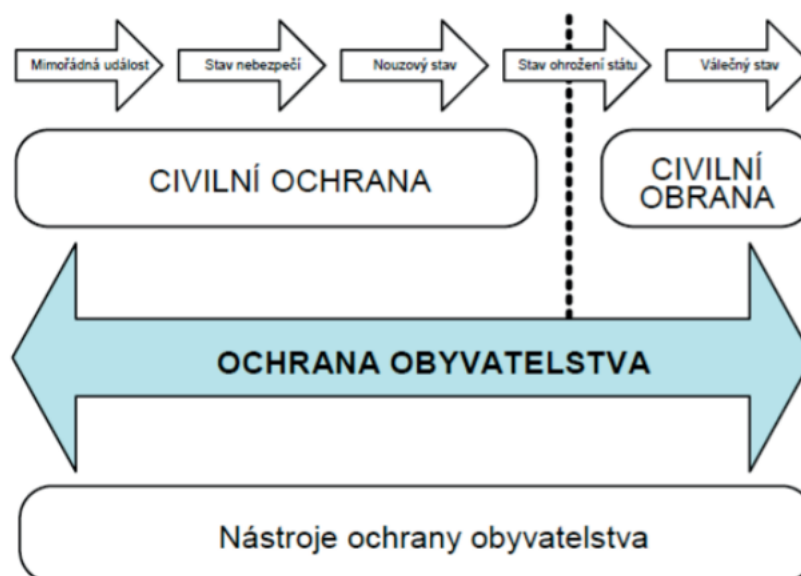 Mimořádná událost
Stav nebezpečí
Nouzový stav
Stav ohrožení státu
Válečný stav
CIVILNÍ OCHRANA
CIVILNÍ
OBRANA
OCHRANA OBYVATELSTVA
Nástroje ochrany obyvatelstva